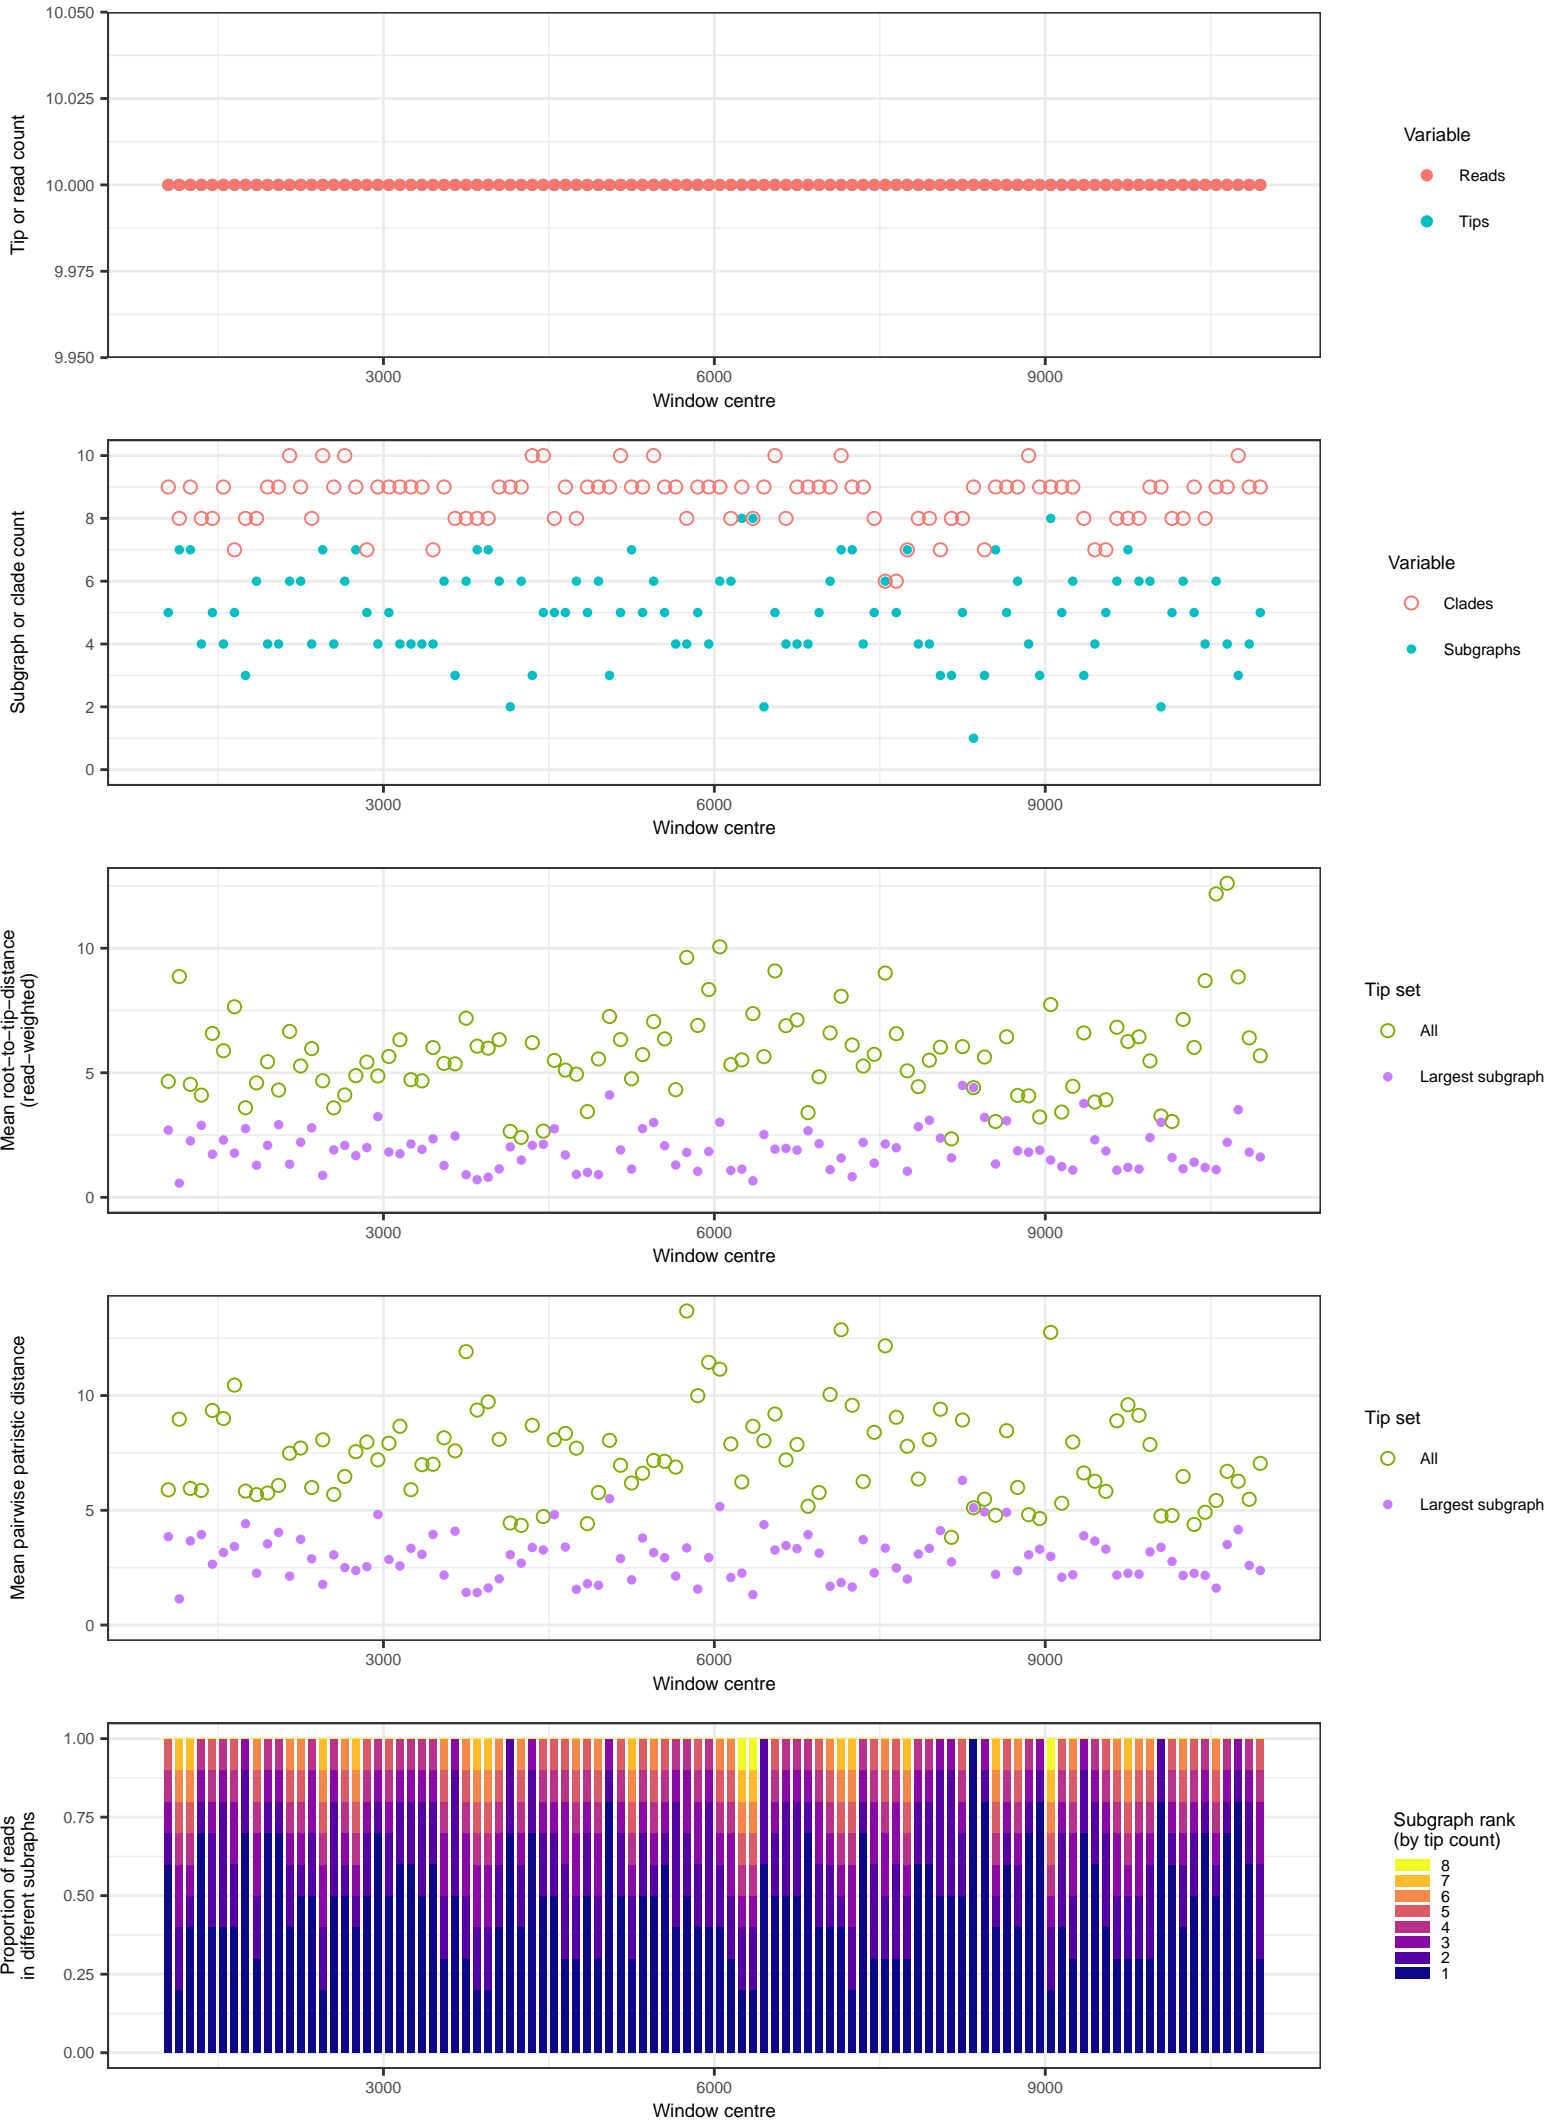 10.050
10.025
10.000
9.975
9.950
Tip or read count
3000 6000 9000
Window centre
Variable
Reads
Tips
10
8
6
4
2
0
Subgraph or clade count
3000 6000 9000
Window centre
Variable
Clades
Subgraphs
10
5
0
Mean root−to−tip−distance
(read−weighted)
3000 6000 9000
Window centre
Tip set
All
Largest subgraph
10
5
0
Mean pairwise patristic distance
3000 6000 9000
Window centre
Tip set
All
Largest subgraph
1.00
0.75
0.50
0.25
0.00
Proportion of reads
in different subraphs
3000 6000 9000
Window centre
Subgraph rank
(by tip count)
8
7
6
5
4
3
2
1